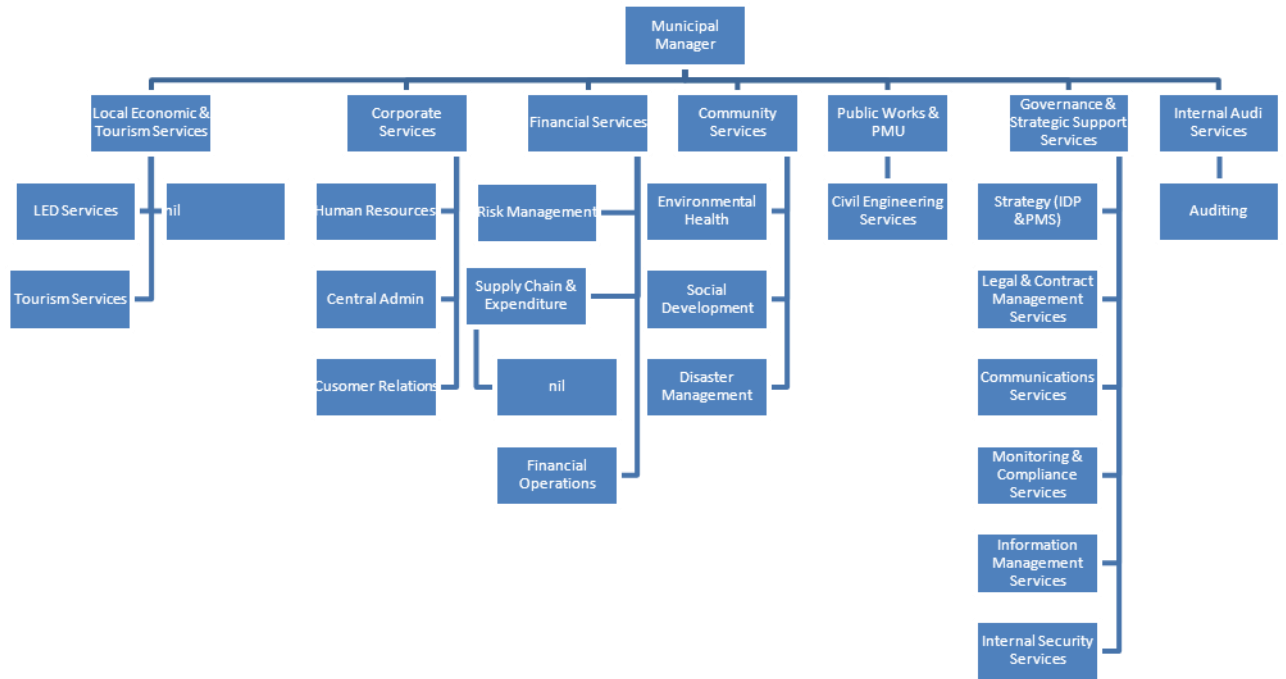 Municipal
Manager
Local Economic &
Tourism Services
Corporate
Services
Financial Services
Community
Services
Public Works &
PMU
Governance &
Strategic Support
Services
Internal Audi
Services
LED Services
nil
Tourism Services
Human Resources
Central Admin
Cusomer Relations
Risk Management
Supply Chain &
Expenditure
nil
Financial
Operations
Environmental
Health
Social
Development
Disaster
Management
Civil Engineering
Services
Strategy (IDP
&PMS)
Legal & Contract
Management
Services
Communications
Services
Monitoring &
Compliance
Services
Information
Management
Services
Internal Security
Services
Auditing